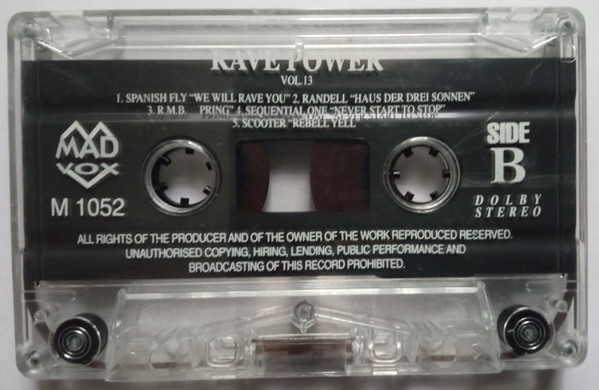 RAVE POWER
VOL.13
1. SPANISH FLY "WE WILL RAVE YOU" 2. RANDELL "HAUS DER DREI SONNEN"
3. R.M.B. PRING" 4. SEQUENTIAL ONE "NEVER START TO STOP"
5. SCOOTER "REBELL YELL"
MAD
VOX
M 1052
SIDE
B
DOLBY
STEREO
ALL RIGHTS OF THE PRODUCER AND OF THE OWNER OF THE WORK REPRODUCED RESERVED.
UNAUTHORISED COPYING, HIRING, LENDING, PUBLIC PERFORMANCE AND
BROADCASTING OF THIS RECORD PROHIBITED.